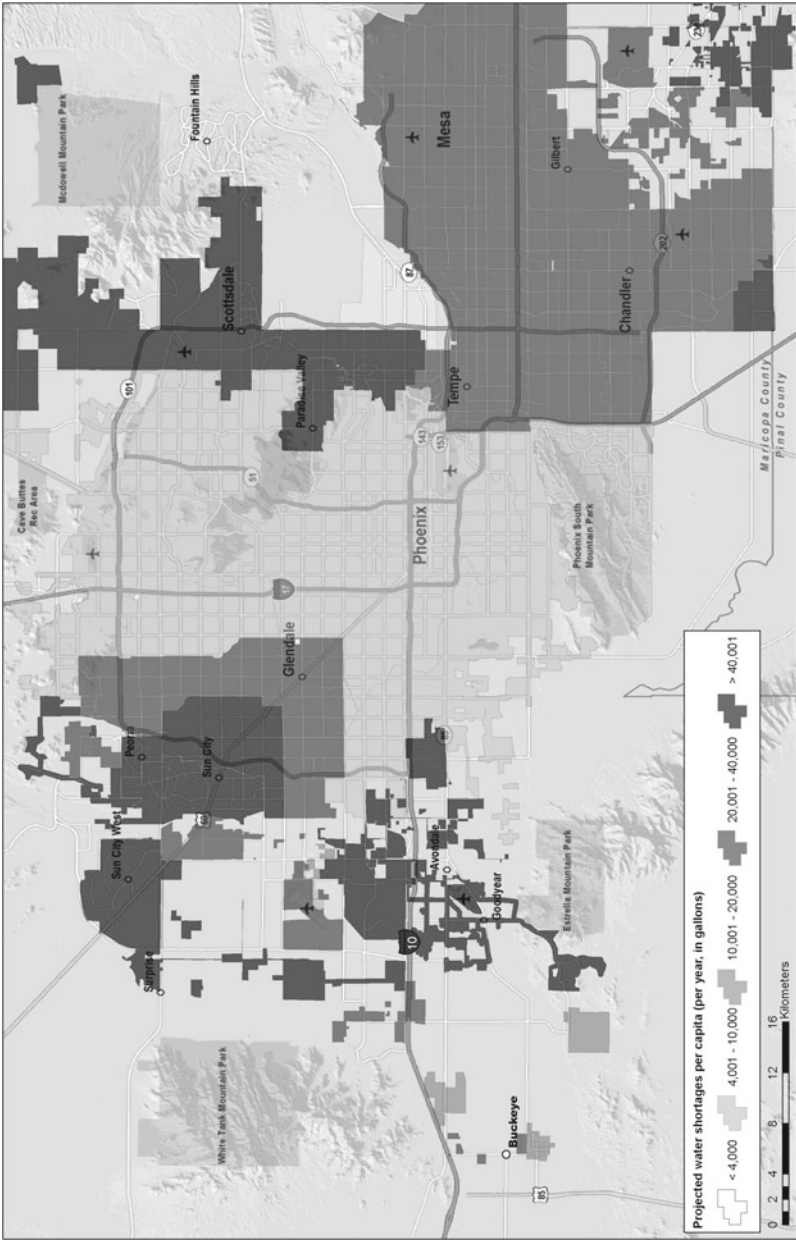 Mcdowell Mountain Park
Fountain Hills
Cave Buttes
Rec Area
101
Scottsdale
Paradise Valley
51
17
Peoria
Sun City West
Sun City
60
Surprise
Glendale
White Tank Mountain Park
87
Mesa
Tempe
143
153
Phoenix
10
Avondale
Goodyear
Buckeye
85
Gilbert
Chandler
202
Phoenix South
Mountain Park
Estrella Mountain Park
Maricopa County
Pinal County
Projected water shortages per capita (per year, in gallons)
< 4,000
4,001 - 10,000
10,001 - 20,000
20,001 - 40,000
> 40,001
0 2 4 8 12 16
Kilometers